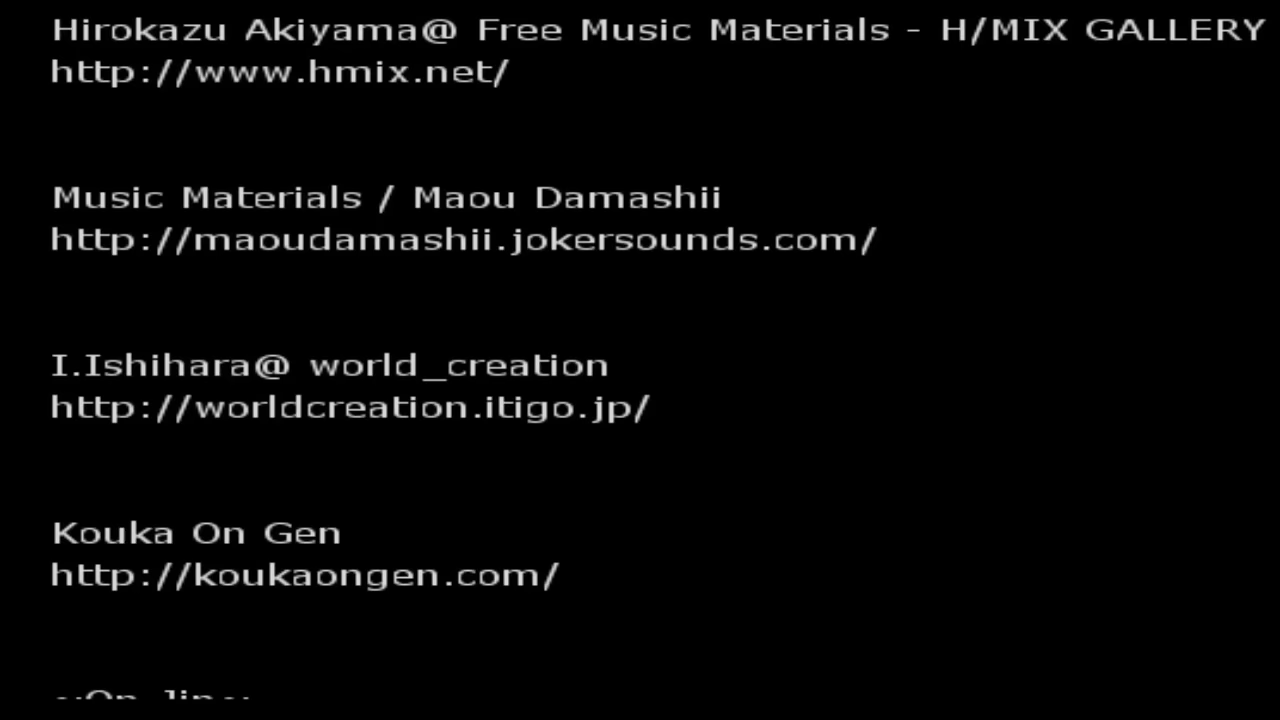 Hirokazu Akiyama@ Free Music Materials - H/MIX GALLERY
http://www.hmix.net/
Music Materials / Maou Damashii
http://maoudamashii.jokersounds.com/
I.Ishihara@ world_creation
http://worldcreation.itigo.jp/
Kouka On Gen
http://koukaongen.com/